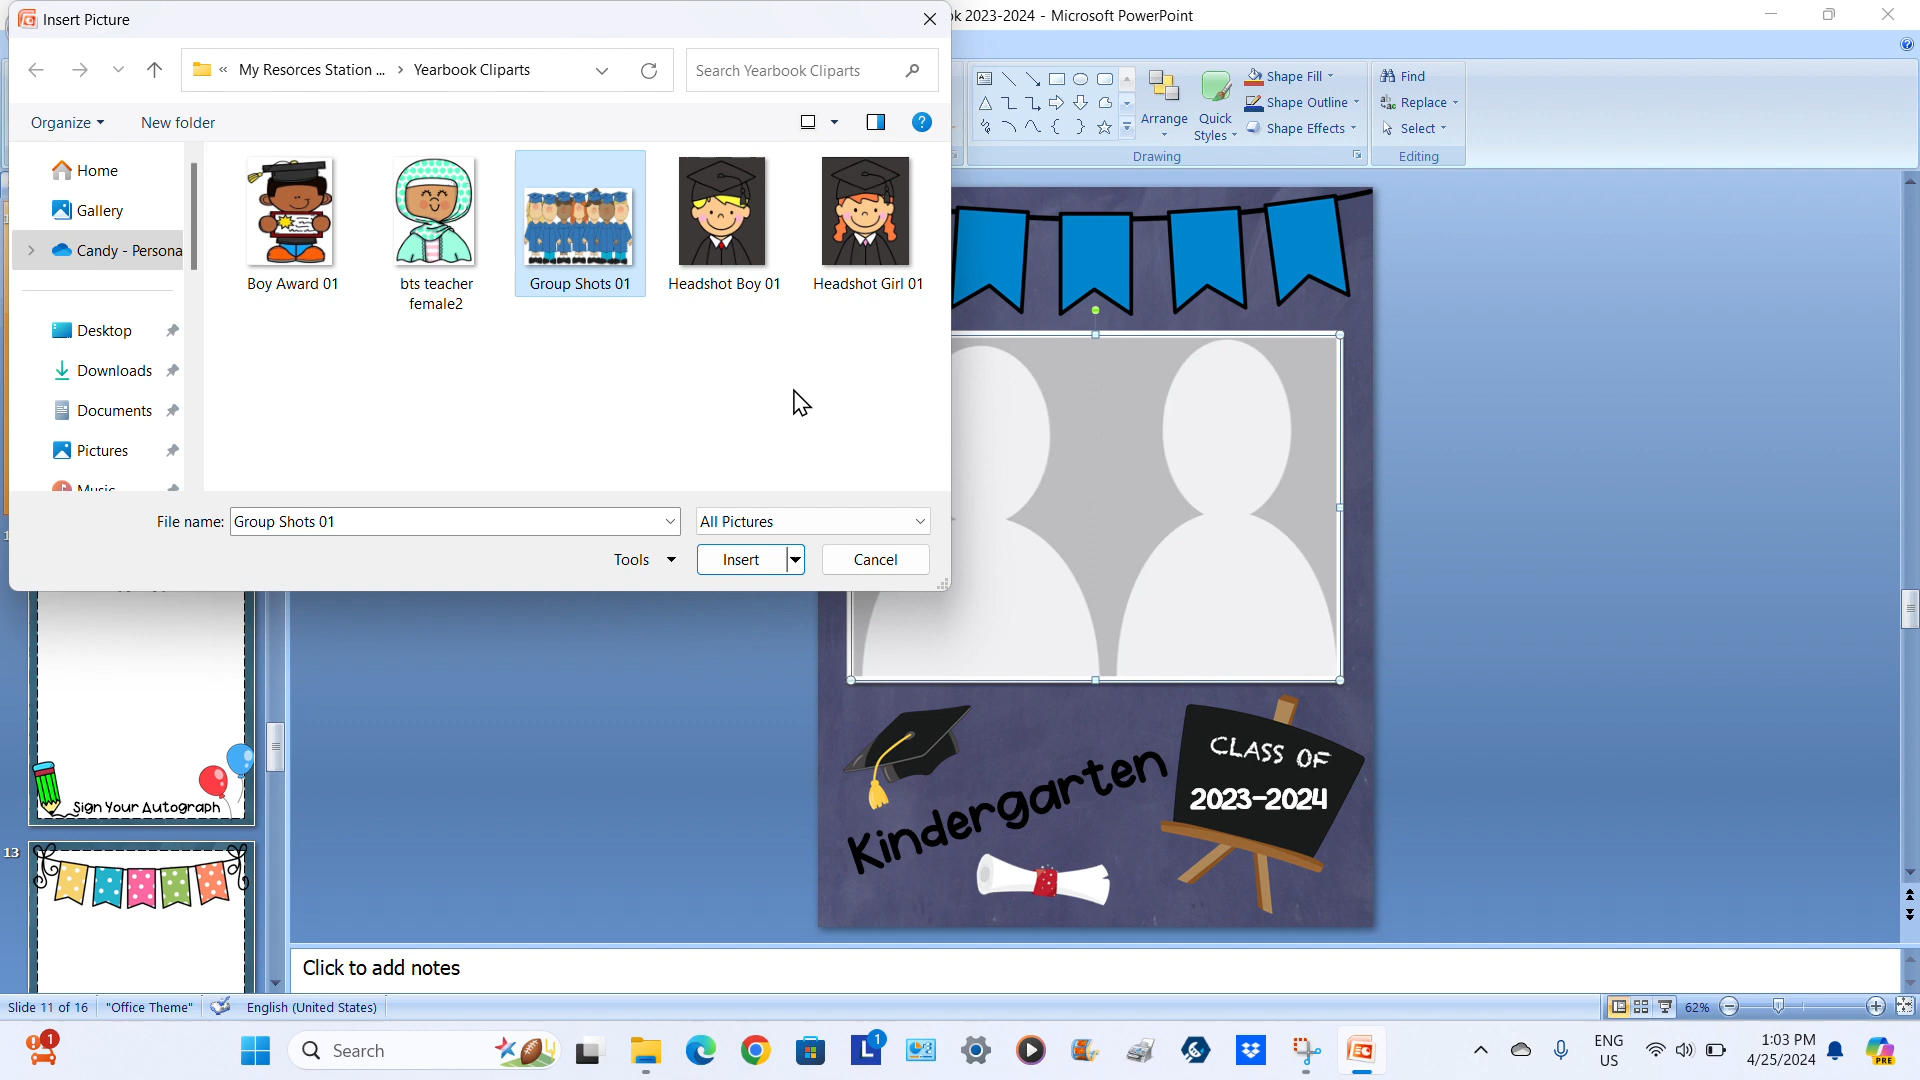 Insert Picture
ok 2023-2024 - Microsoft PowerPoint
« My Resorces Station ... › Yearbook Cliparts
Search Yearbook Cliparts
Organize
New folder
Home
Gallery
Candy - Persona
Desktop
Downloads
Documents
Pictures
Music
Boy Award 01
bts teacher
female2
Group Shots 01
Headshot Boy 01
Headshot Girl 01
File name: Group Shots 01
All Pictures
Tools
Insert
Cancel
Arrange
Quick
Styles
Shape Fill
Shape Outline
Shape Effects
Drawing
Find
Replace
Select
Editing
Sign Your Autograph
13
CLASS OF
2023-2024
Kindergarten
Click to add notes
Slide 11 of 16
"Office Theme"
English (United States)
62%
1
Search
1
ENG
US
1:03 PM
4/25/2024
PRE